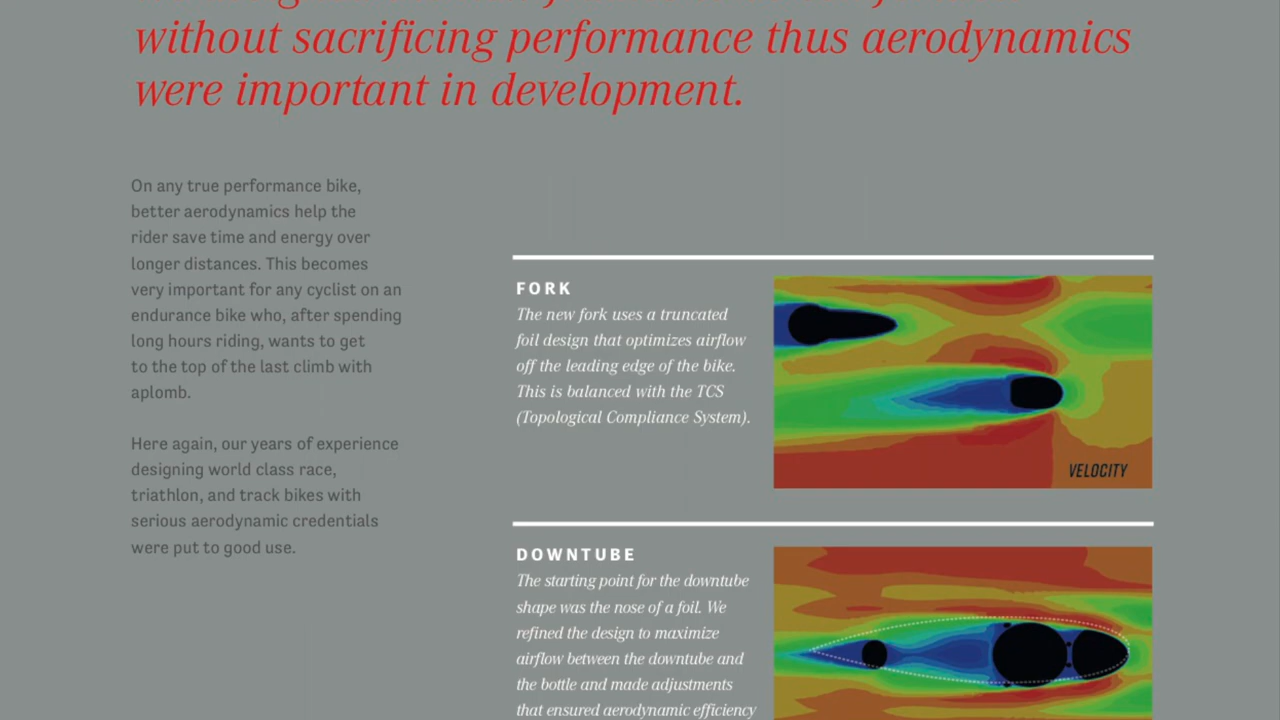 without sacrificing performance thus aerodynamics
were important in development.
On any true performance bike,
better aerodynamics help the
rider save time and energy over
longer distances. This becomes
very important for any cyclist on an
endurance bike who, after spending
long hours riding, wants to get
to the top of the last climb with
aplomb.
Here again, our years of experience
designing world class race,
triathlon, and track bikes with
serious aerodynamic credentials
were put to good use.
FORK
The new fork uses a truncated
foil design that optimizes airflow
off the leading edge of the bike.
This is balanced with the TCS
(Topological Compliance System).
VELOCITY
DOWNTUBE
The starting point for the downtube
shape was the nose of a foil. We
refined the design to maximize
airflow between the downtube and
the bottle and made adjustments
that ensured aerodynamic efficiency